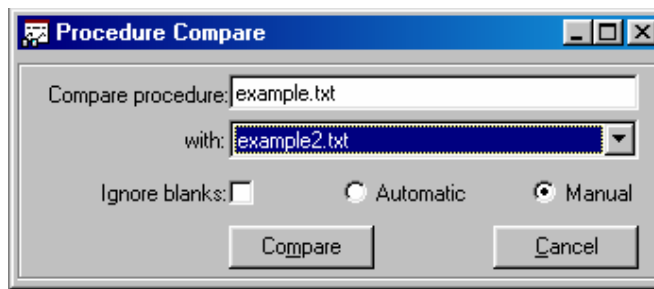 Procedure Compare
Compare procedure: example.txt
with: example2.txt
Ignore blanks: Automatic Manual
Compare Cancel